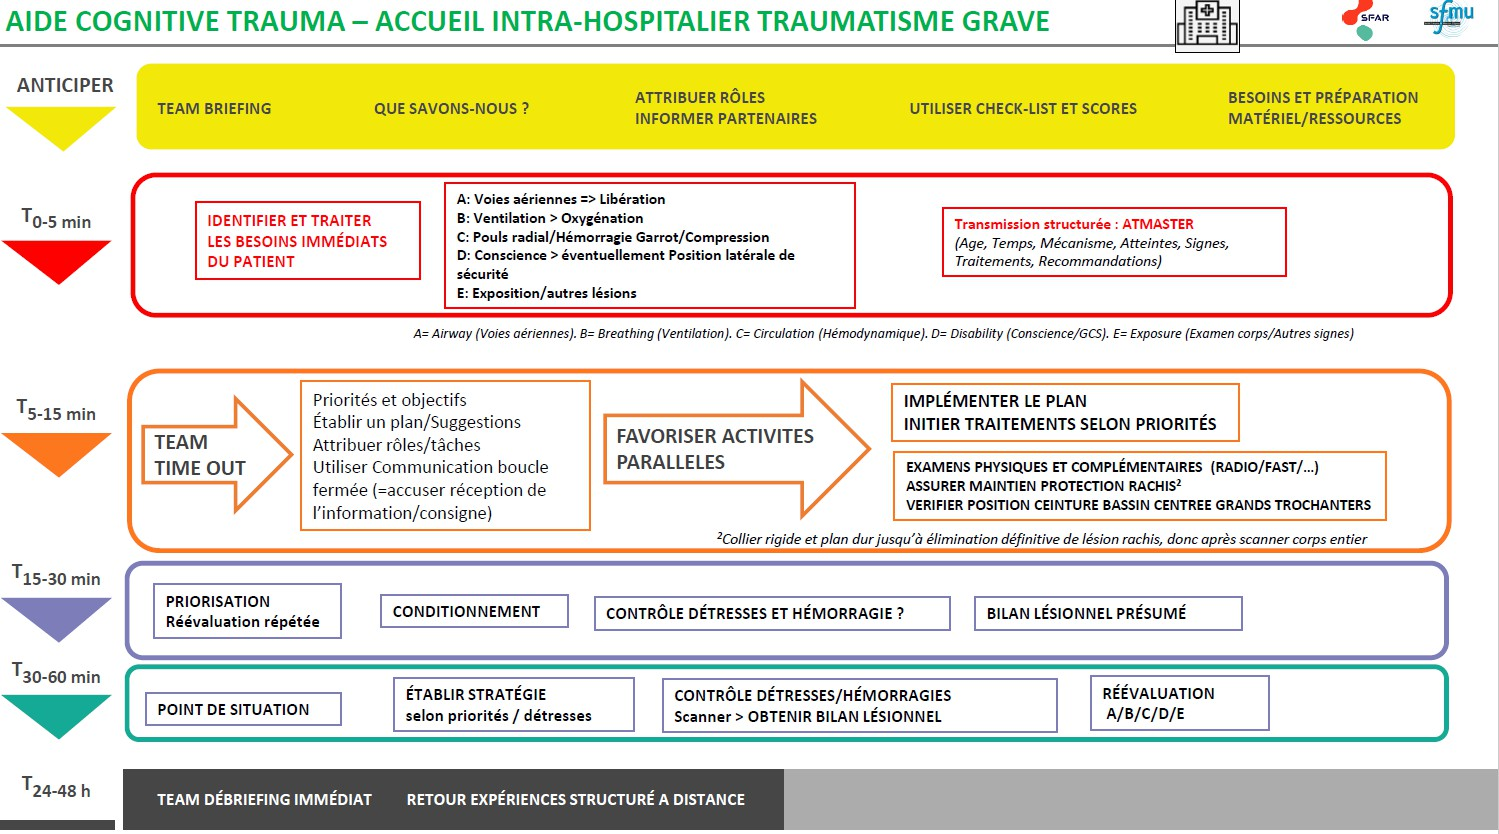 AIDE COGNITIVE TRAUMA – ACCUEIL INTRA-HOSPITALIER TRAUMATISME GRAVE
SFAR
sfmu
ANTICIPER
TEAM BRIEFING
QUE SAVONS-NOUS ?
ATTRIBUER RÔLES
INFORMER PARTENAIRES
UTILISER CHECK-LIST ET SCORES
BESOINS ET PRÉPARATION
MATÉRIEL/RESSOURCES
T0-5 min
IDENTIFIER ET TRAITER
LES BESOINS IMMÉDIATS
DU PATIENT
A: Voies aériennes => Libération
B: Ventilation > Oxygénation
C: Pouls radial/Hémorragie Garrot/Compression
D: Conscience > éventuellement Position latérale de
sécurité
E: Exposition/autres lésions
Transmission structurée : ATMASTER
(Age, Temps, Mécanisme, Atteintes, Signes,
Traitements, Recommandations)
A= Airway (Voies aériennes). B= Breathing (Ventilation). C= Circulation (Hémodynamique). D= Disability (Conscience/GCS). E= Exposure (Examen corps/Autres signes)
T5-15 min
TEAM
TIME OUT
Priorités et objectifs
Établir un plan/Suggestions
Attribuer rôles/tâches
Utiliser Communication boucle
fermée (=accuser réception de
l'information/consigne)
FAVORISER ACTIVITES
PARALLELES
IMPLÉMENTER LE PLAN
INITIER TRAITEMENTS SELON PRIORITÉS
EXAMENS PHYSIQUES ET COMPLÉMENTAIRES (RADIO/FAST/...)
ASSURER MAINTIEN PROTECTION RACHIS²
VERIFIER POSITION CEINTURE BASSIN CENTREE GRANDS TROCHANTERS
²Collier rigide et plan dur jusqu'à élimination définitive de lésion rachis, donc après scanner corps entier
T15-30 min
PRIORISATION
Réévaluation répétée
CONDITIONNEMENT
CONTRÔLE DÉTRESSES ET HÉMORRAGIE ?
BILAN LÉSIONNEL PRÉSUMÉ
T30-60 min
POINT DE SITUATION
ÉTABLIR STRATÉGIE
selon priorités / détresses
CONTRÔLE DÉTRESSES/HÉMORRAGIES
Scanner > OBTENIR BILAN LÉSIONNEL
RÉÉVALUATION
A/B/C/D/E
T24-48 h
TEAM DÉBRIEFING IMMÉDIAT
RETOUR EXPÉRIENCES STRUCTURÉ A DISTANCE